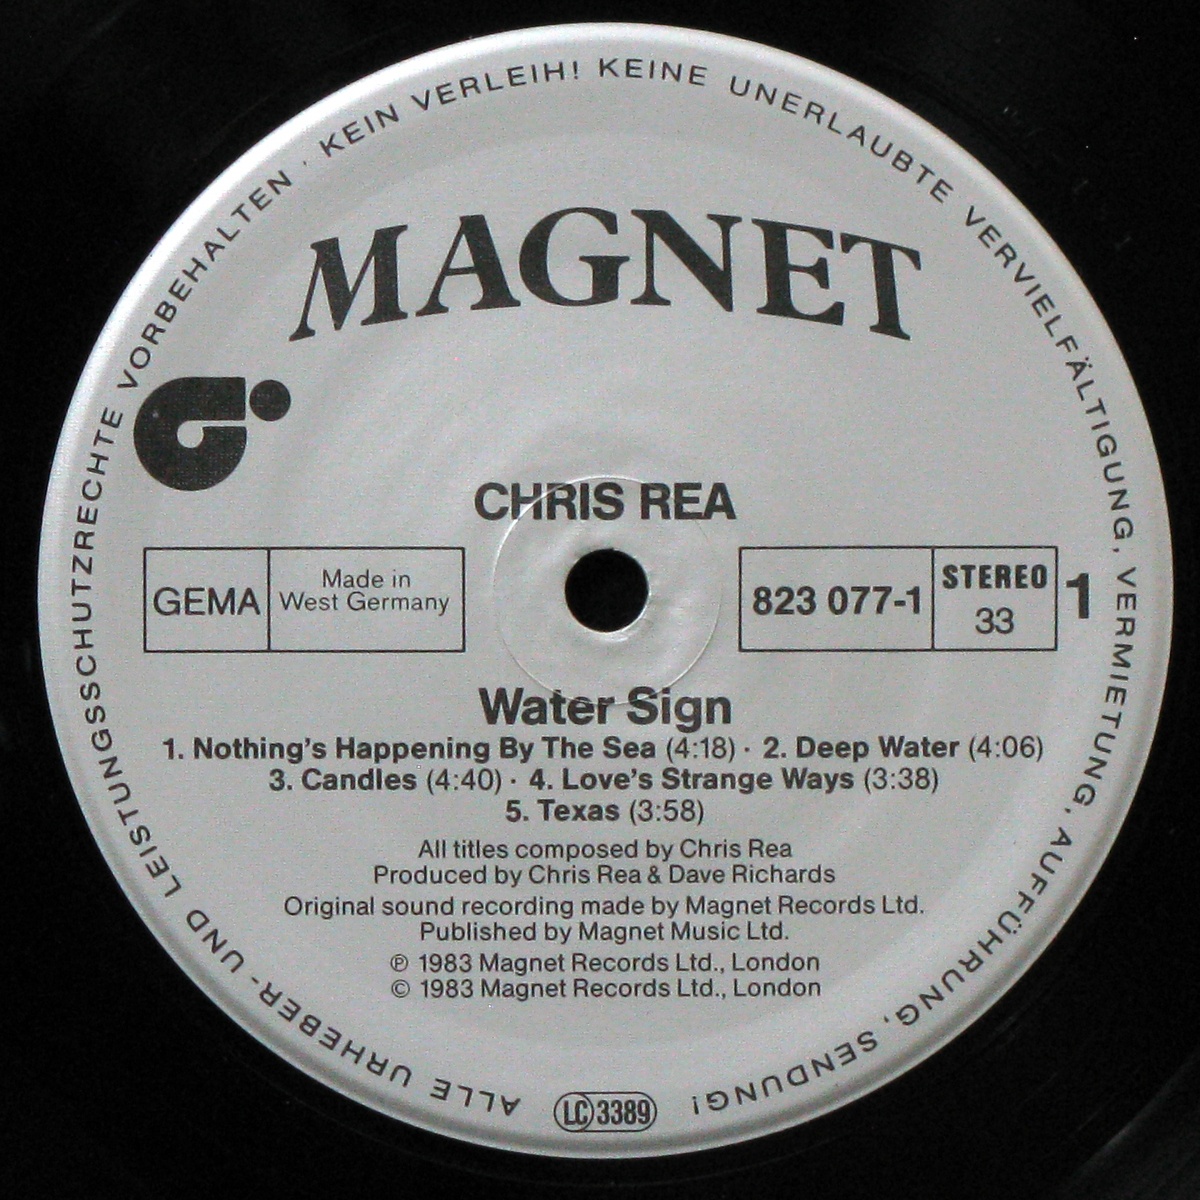 ALLE URHEBER- UND LEISTUNGSSCHUTZRECHTE VORBEHALTEN · KEIN VERLEIH! KEINE UNERLAUBTE VERVIELFÄLTIGUNG, VERMIETUNG, AUFFÜHRUNG, SENDUNG!
MAGNET
CHRIS REA
GEMA
Made in
West Germany
823 077-1
STEREO
33
1
Water Sign
1. Nothing's Happening By The Sea (4:18) · 2. Deep Water (4:06)
3. Candles (4:40) · 4. Love's Strange Ways (3:38)
5. Texas (3:58)
All titles composed by Chris Rea
Produced by Chris Rea & Dave Richards
Original sound recording made by Magnet Records Ltd.
Published by Magnet Music Ltd.
℗ 1983 Magnet Records Ltd., London
© 1983 Magnet Records Ltd., London
LC 3389